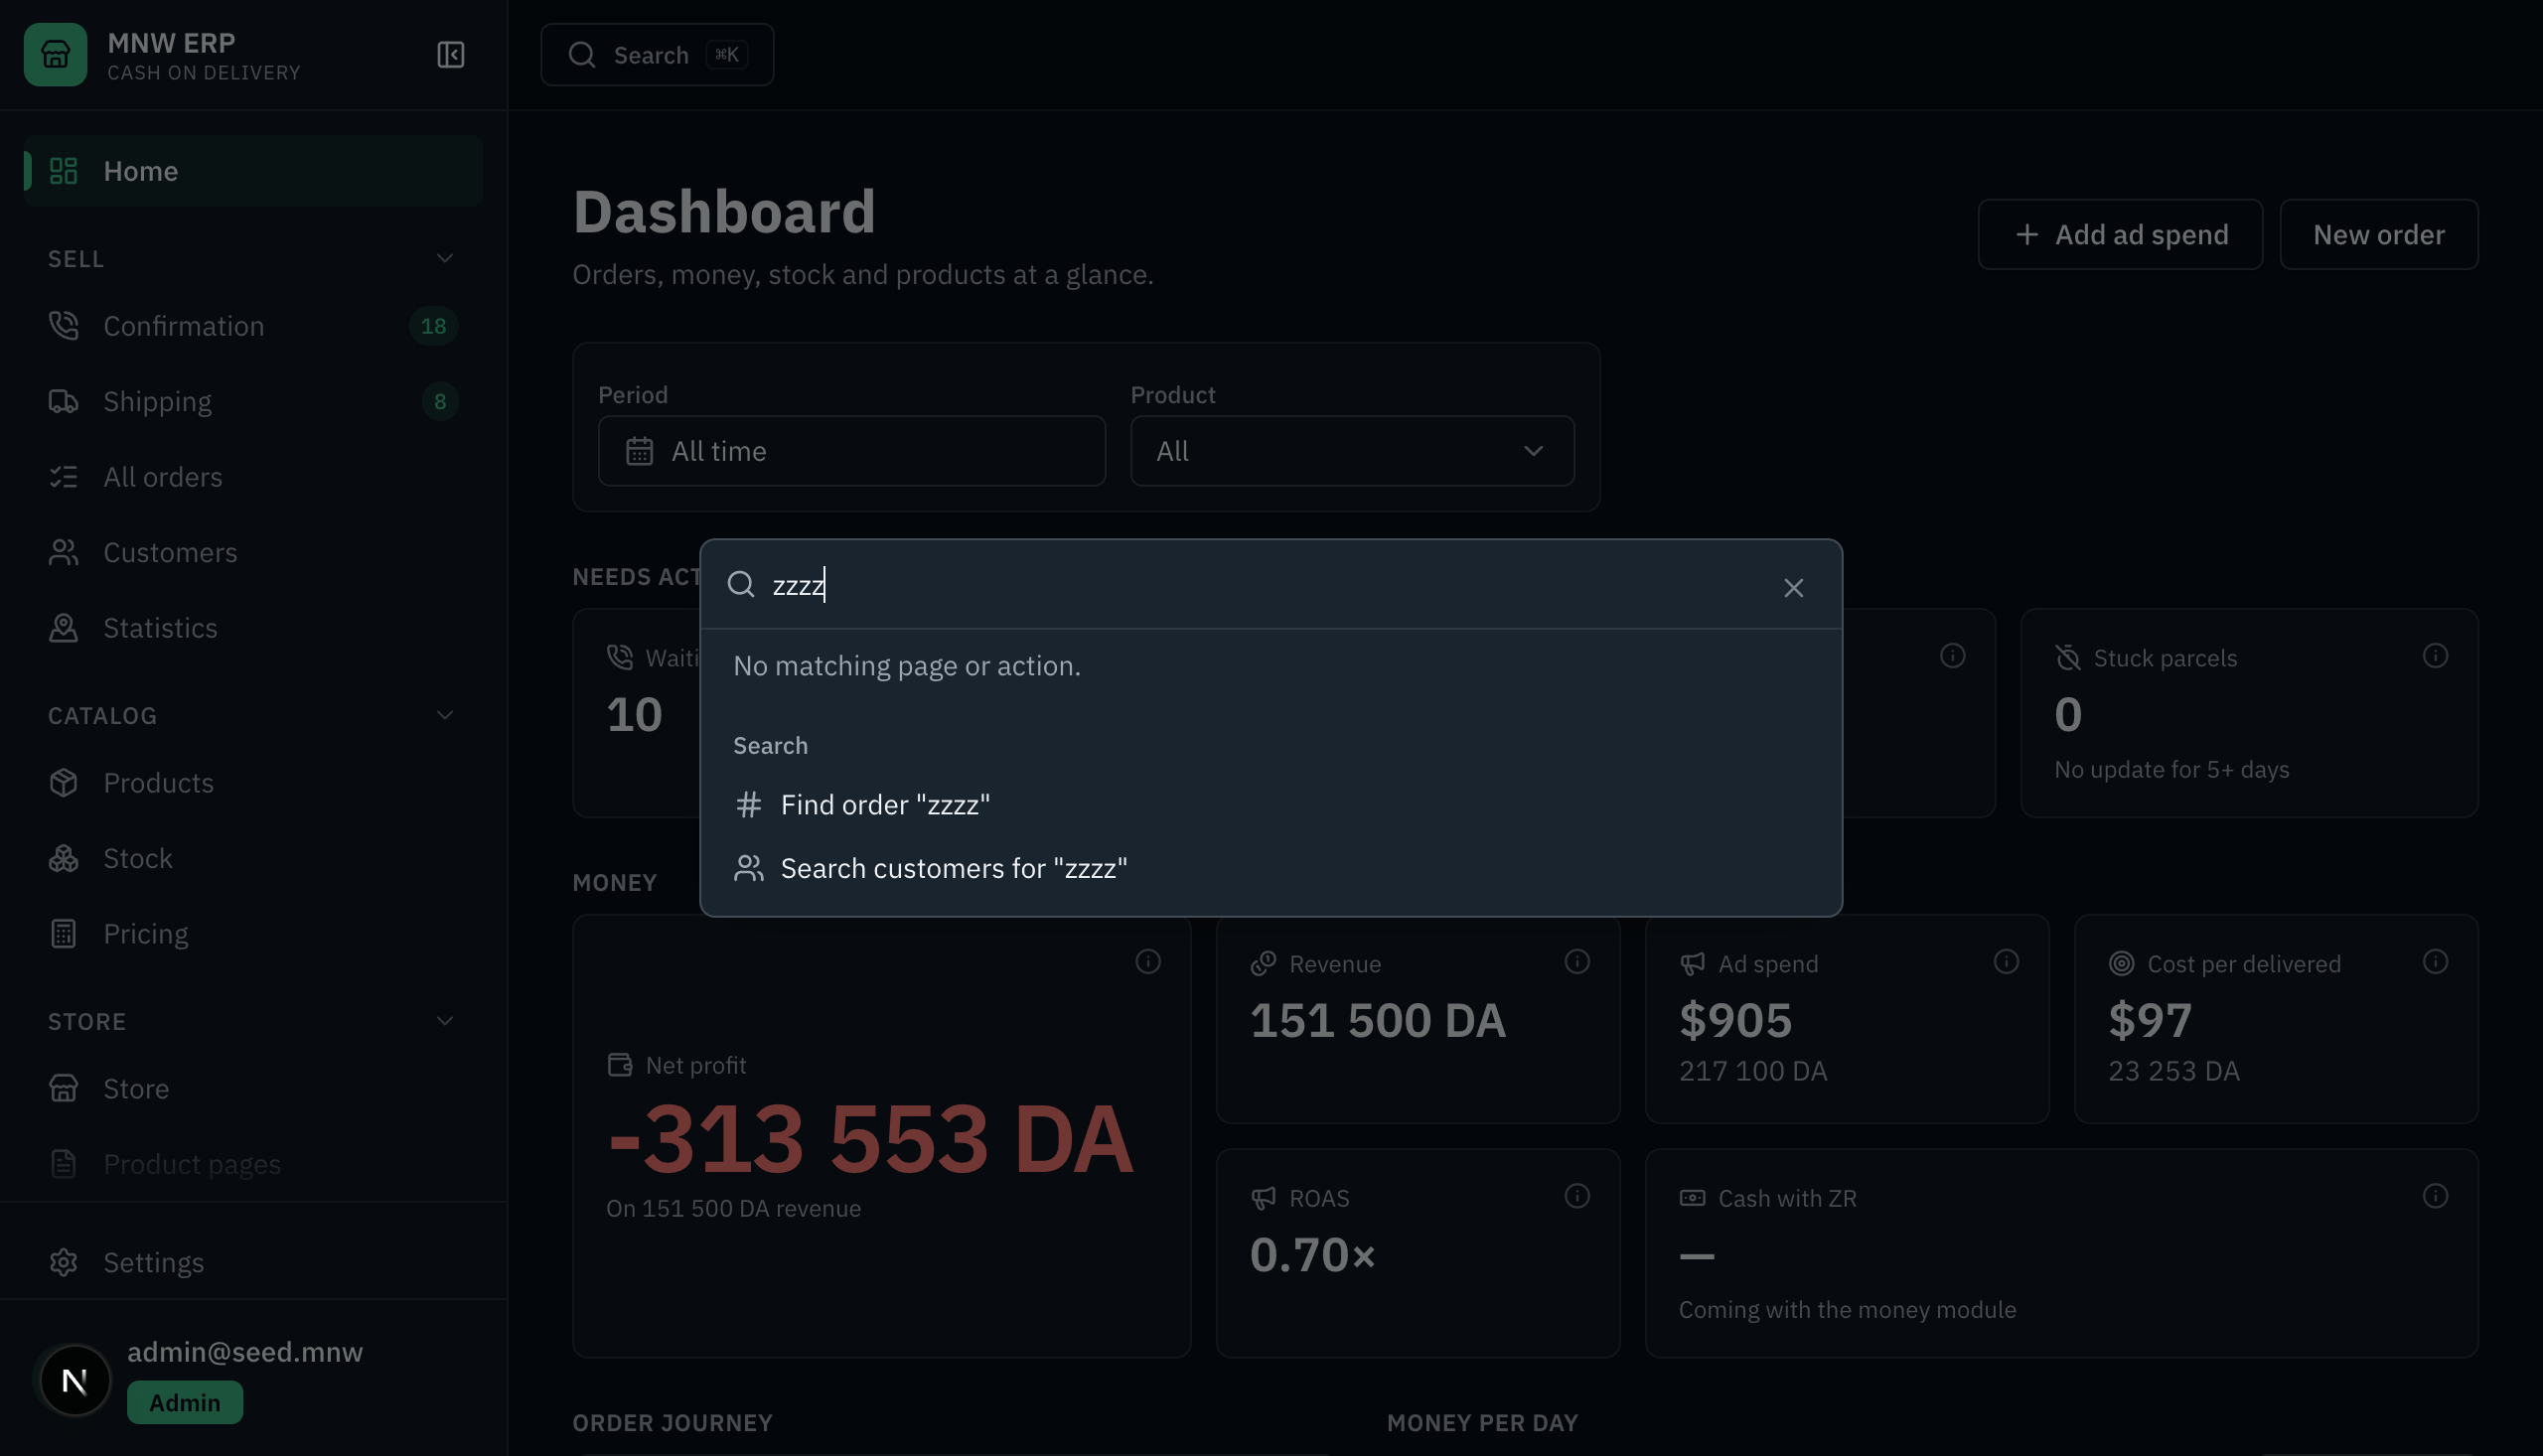 MNW ERP
CASH ON DELIVERY
Search ⌘K
Home
SELL
Confirmation 18
Shipping 8
All orders
Customers
Statistics
CATALOG
Products
Stock
Pricing
STORE
Store
Product pages
Settings
N
admin@seed.mnw
Admin
Dashboard
Orders, money, stock and products at a glance.
Add ad spend
New order
Period
All time
Product
All
NEEDS ACT
zzzz
No matching page or action.
Search
# Find order "zzzz"
Search customers for "zzzz"
Waiti
10
Stuck parcels
0
No update for 5+ days
MONEY
Net profit
-313 553 DA
On 151 500 DA revenue
Revenue
151 500 DA
Ad spend
$905
217 100 DA
Cost per delivered
$97
23 253 DA
ROAS
0.70×
Cash with ZR
—
Coming with the money module
ORDER JOURNEY
MONEY PER DAY